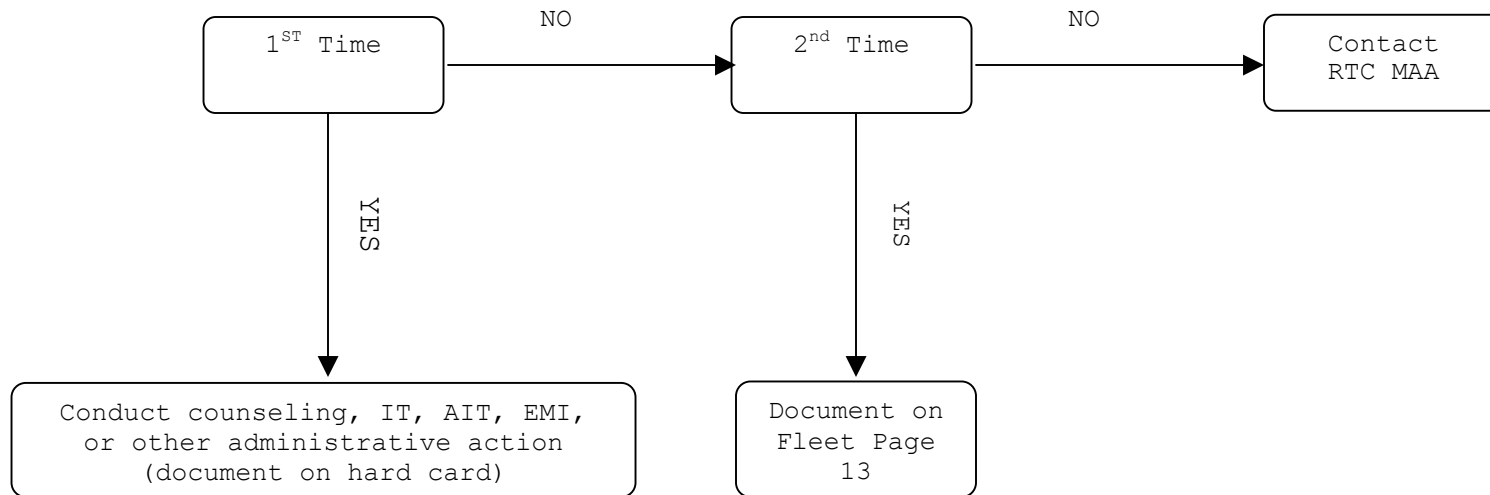 NO
NO
1ST Time
2nd Time
Contact
RTC MAA
YES
YES
Conduct counseling, IT, AIT, EMI,
or other administrative action
(document on hard card)
Document on
Fleet Page
13